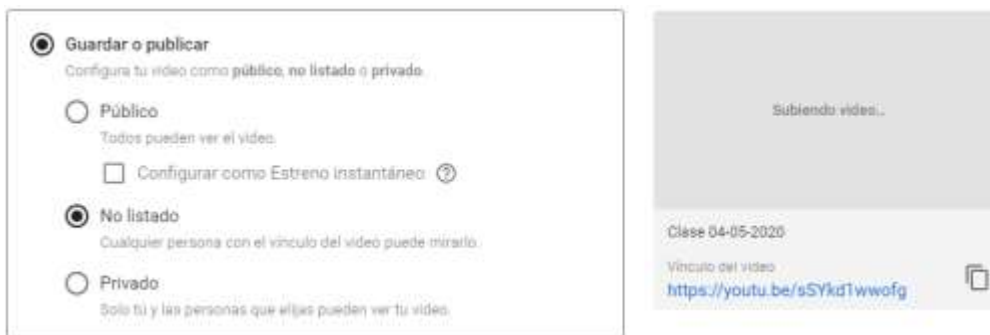 Guardar o publicar
Configura tu video como público, no listado o privado.
Público
Todos pueden ver el video.
Configurar como Estreno instantáneo
No listado
Cualquier persona con el vínculo del video puede mirarlo.
Privado
Solo tú y las personas que elijas pueden ver tu video.
Subiendo video...
Clase 04-05-2020
Vínculo del video
https://youtu.be/sSYkd1wwofg